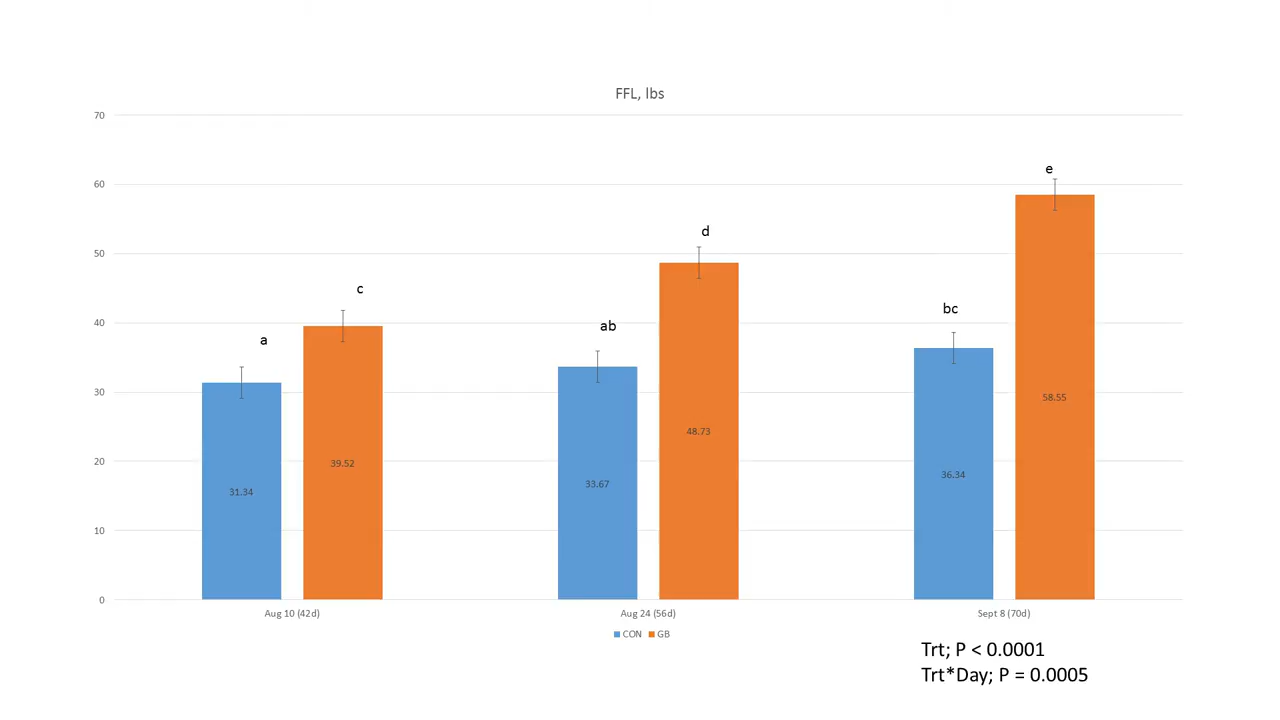 FFL, lbs
70
60
50
40
30
20
10
0
e
d
bc
c
ab
a
58.55
48.73
39.52
36.34
33.67
31.34
Aug 10 (42d) Aug 24 (56d) Sept 8 (70d)
CON GB
Trt; P < 0.0001
Trt*Day; P = 0.0005